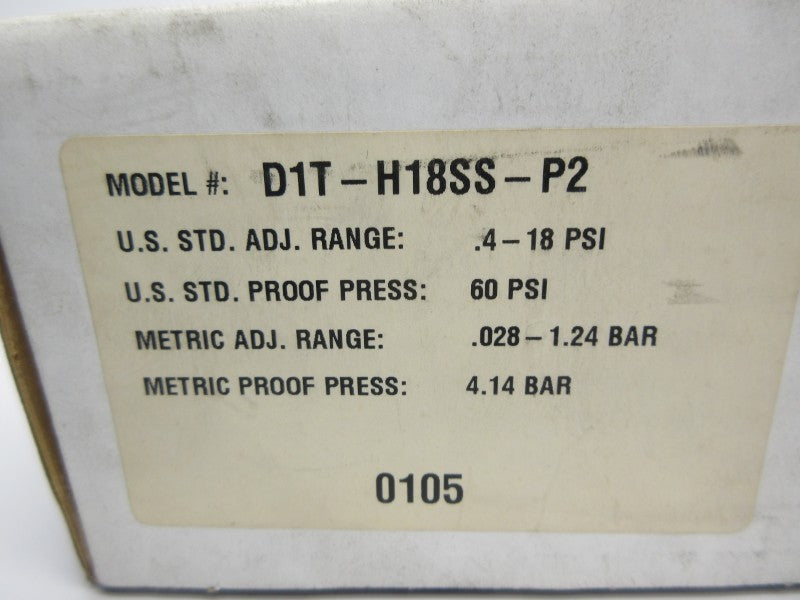 MODEL #: D1T-H18SS-P2
U.S. STD. ADJ. RANGE: .4-18 PSI
U.S. STD. PROOF PRESS: 60 PSI
METRIC ADJ. RANGE: .028-1.24 BAR
METRIC PROOF PRESS: 4.14 BAR
0105